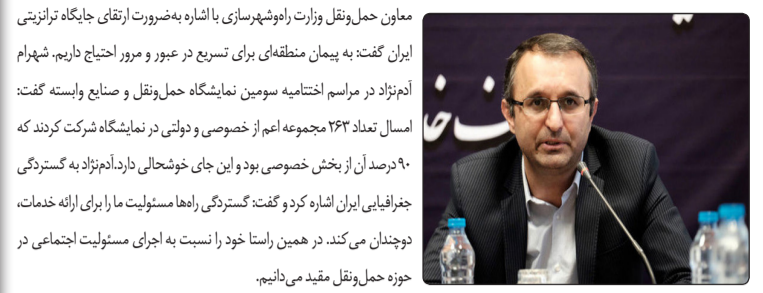 معاون حمل‌ونقل وزارت راه‌وشهرسازی با اشاره به‌ضرورت ارتقای جایگاه ترانزیتی
ایران گفت: به پیمان منطقه‌ای برای تسریع در عبور و مرور احتیاج داریم. شهرام
آدم‌نژاد در مراسم اختتامیه سومین نمایشگاه حمل‌ونقل و صنایع وابسته گفت:
امسال تعداد ۲۶۳ مجموعه اعم از خصوصی و دولتی در نمایشگاه شرکت کردند که
۹۰ درصد آن از بخش خصوصی بود و این جای خوشحالی دارد.آدم‌نژاد به گستردگی
جغرافیایی ایران اشاره کرد و گفت: گستردگی راه‌ها مسئولیت ما را برای ارائه خدمات،
دوچندان می‌کند. در همین راستا خود را نسبت به اجرای مسئولیت اجتماعی در
حوزه حمل‌ونقل مقید می‌دانیم.